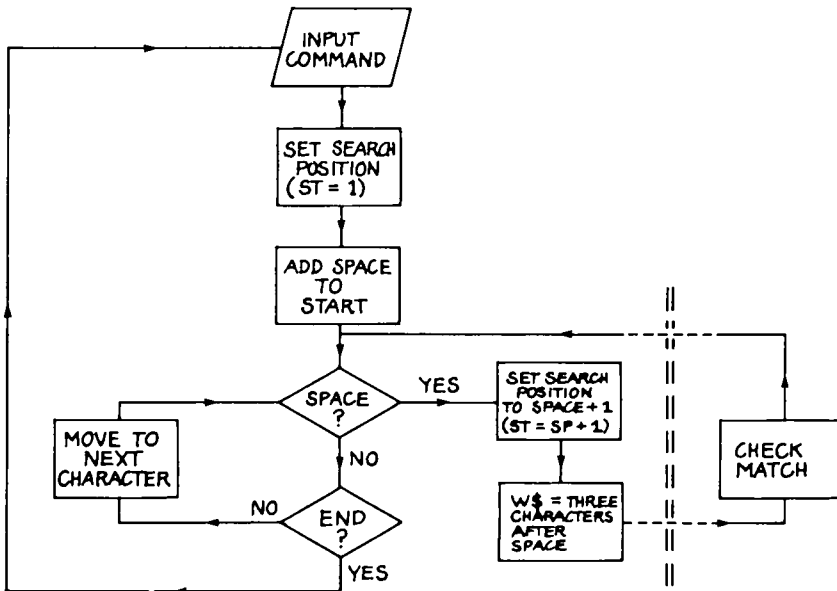 INPUT
COMMAND
SET SEARCH
POSITION
(ST = 1)
ADD SPACE
TO
START
SPACE
?
YES
SET SEARCH
POSITION
TO SPACE+1
(ST = SP + 1)
MOVE TO
NEXT
CHARACTER
NO
CHECK
MATCH
W$ = THREE
CHARACTERS
AFTER
SPACE
NO
END
?
YES